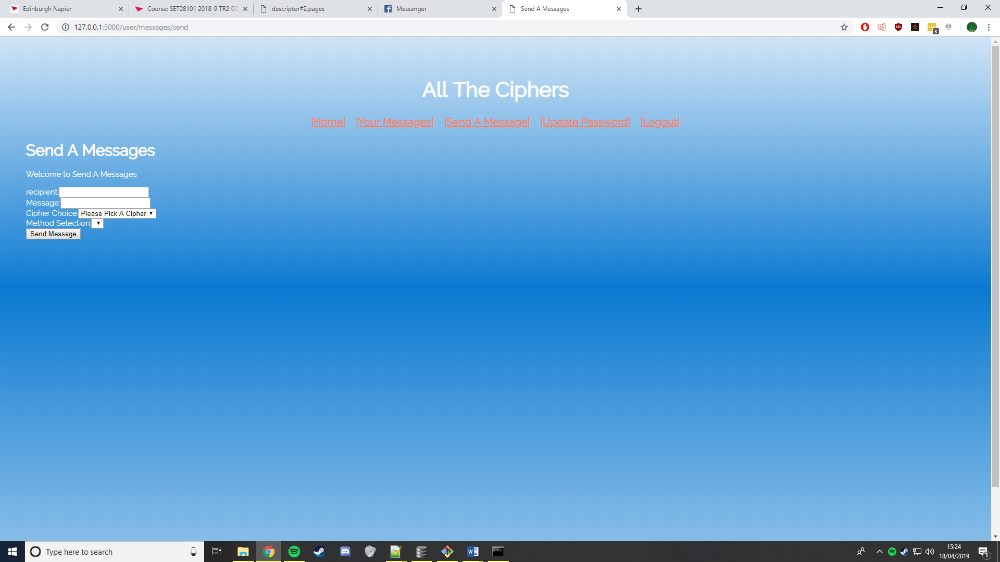 Edinburgh Napier
Course: SET08101 2018-9 TR2 00
descriptor#2.pages
Messenger
Send A Messages
127.0.0.1:5000/user/messages/send
3
All The Ciphers
|Home| |Your Messages| |Send A Message| |Update Password| |Logout|
Send A Messages
Welcome to Send A Messages
recipient:
Message:
Cipher Choice: Please Pick A Cipher
Method Selection:
Send Message
Type here to search
15:24
18/04/2019
1